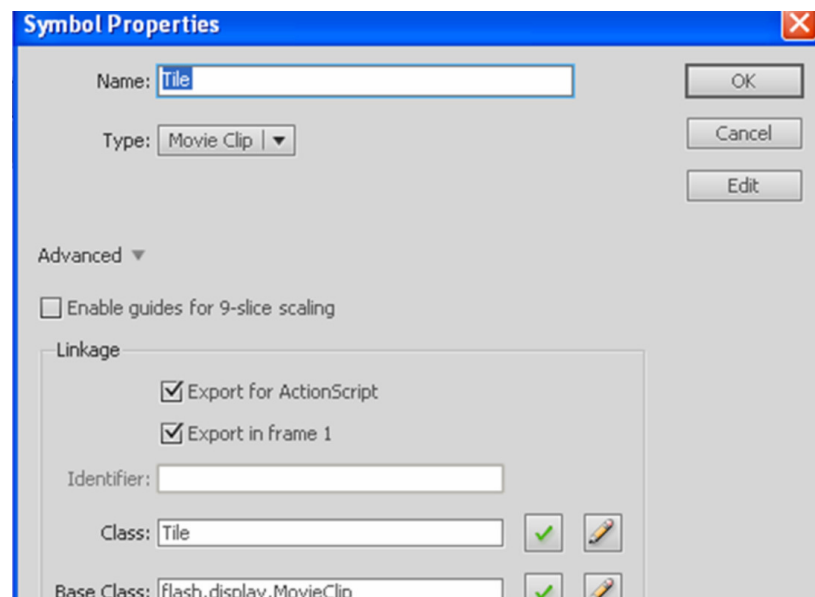 Symbol Properties
Name: Tile
OK
Type: Movie Clip
Cancel
Edit
Advanced
Enable guides for 9-slice scaling
Linkage
Export for ActionScript
Export in frame 1
Identifier:
Class: Tile
Base Class: flash.display.MovieClip